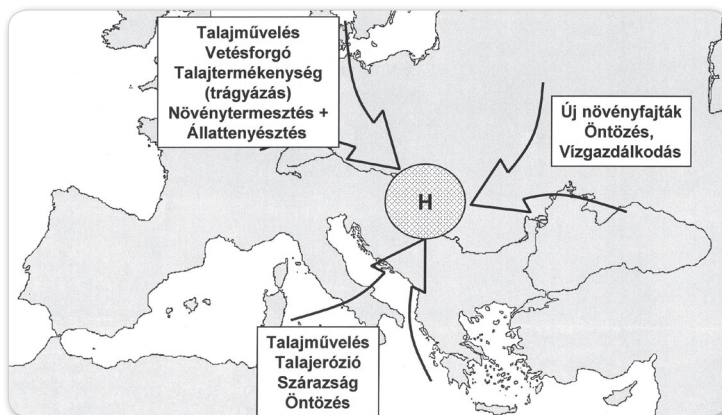 Talajművelés
Vetésforgó
Talajtermékenység
(trágyázás)
Növénytermesztés +
Állattenyésztés
Új növényfajták
Öntözés,
Vízgazdálkodás
H
Talajművelés
Talajerózió
Szárazság
Öntözés